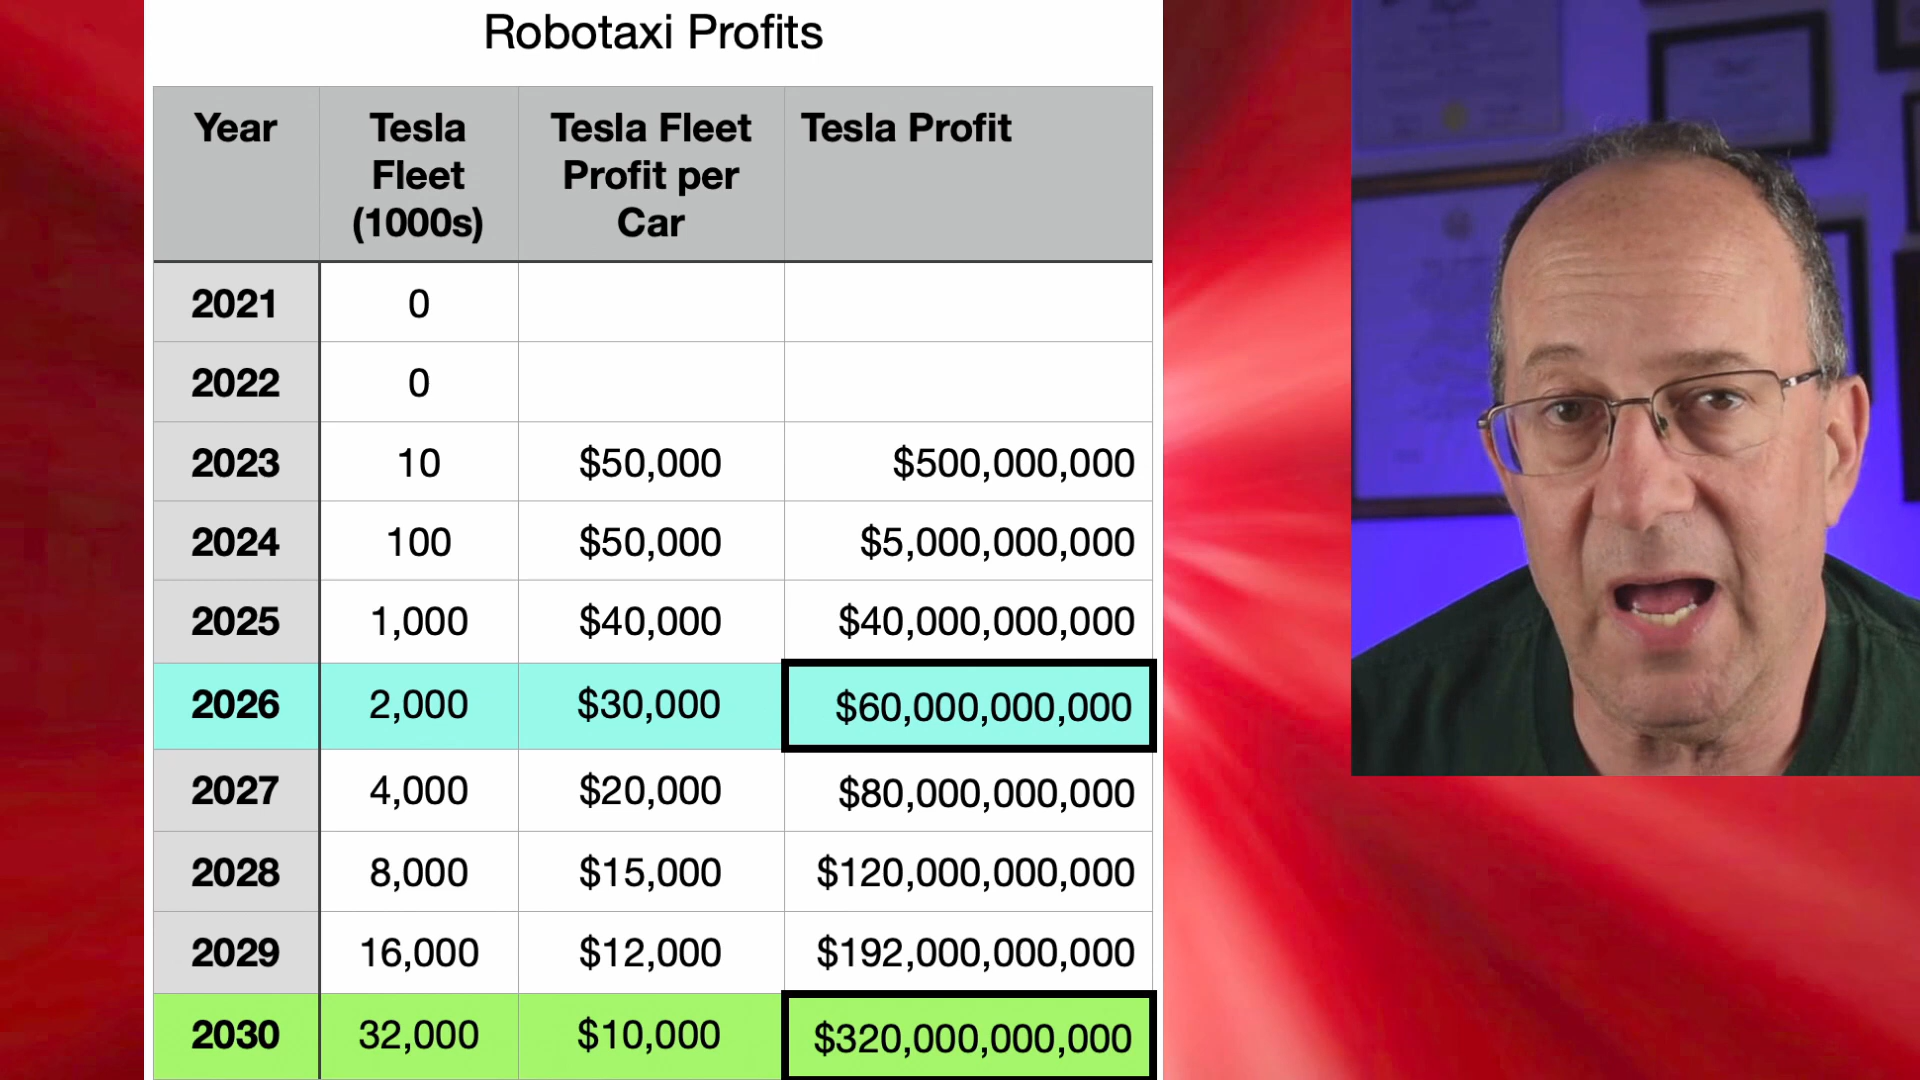 Robotaxi Profits
Year Tesla Fleet (1000s) Tesla Fleet Profit per Car Tesla Profit
2021 0
2022 0
2023 10 $50,000 $500,000,000
2024 100 $50,000 $5,000,000,000
2025 1,000 $40,000 $40,000,000,000
2026 2,000 $30,000 $60,000,000,000
2027 4,000 $20,000 $80,000,000,000
2028 8,000 $15,000 $120,000,000,000
2029 16,000 $12,000 $192,000,000,000
2030 32,000 $10,000 $320,000,000,000